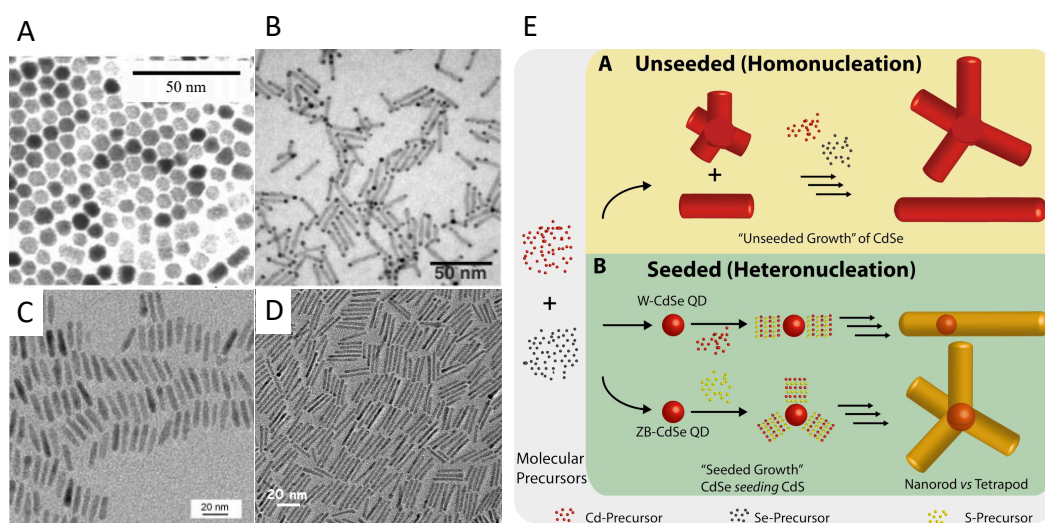 A
50 nm
B
50 nm
C
20 nm
D
20 nm
E
A Unseeded (Homonucleation)
+
"Unseeded Growth" of CdSe
+
B Seeded (Heteronucleation)
W-CdSe QD
ZB-CdSe QD
Molecular
Precursors
"Seeded Growth"
CdSe seeding CdS
Nanorod vs Tetrapod
Cd-Precursor
Se-Precursor
S-Precursor